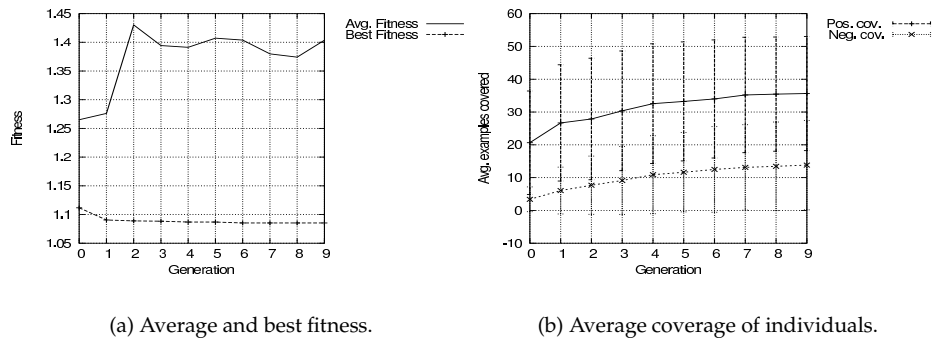 Avg. Fitness
Best Fitness
1.45
1.4
1.35
1.3
1.25
1.2
1.15
1.1
1.05
0 1 2 3 4 5 6 7 8 9
Fitness
Generation
(a) Average and best fitness.
Pos. cov.
Neg. cov.
60
50
40
30
20
10
0
-10
0 1 2 3 4 5 6 7 8 9
Avg. examples covered
Generation
(b) Average coverage of individuals.